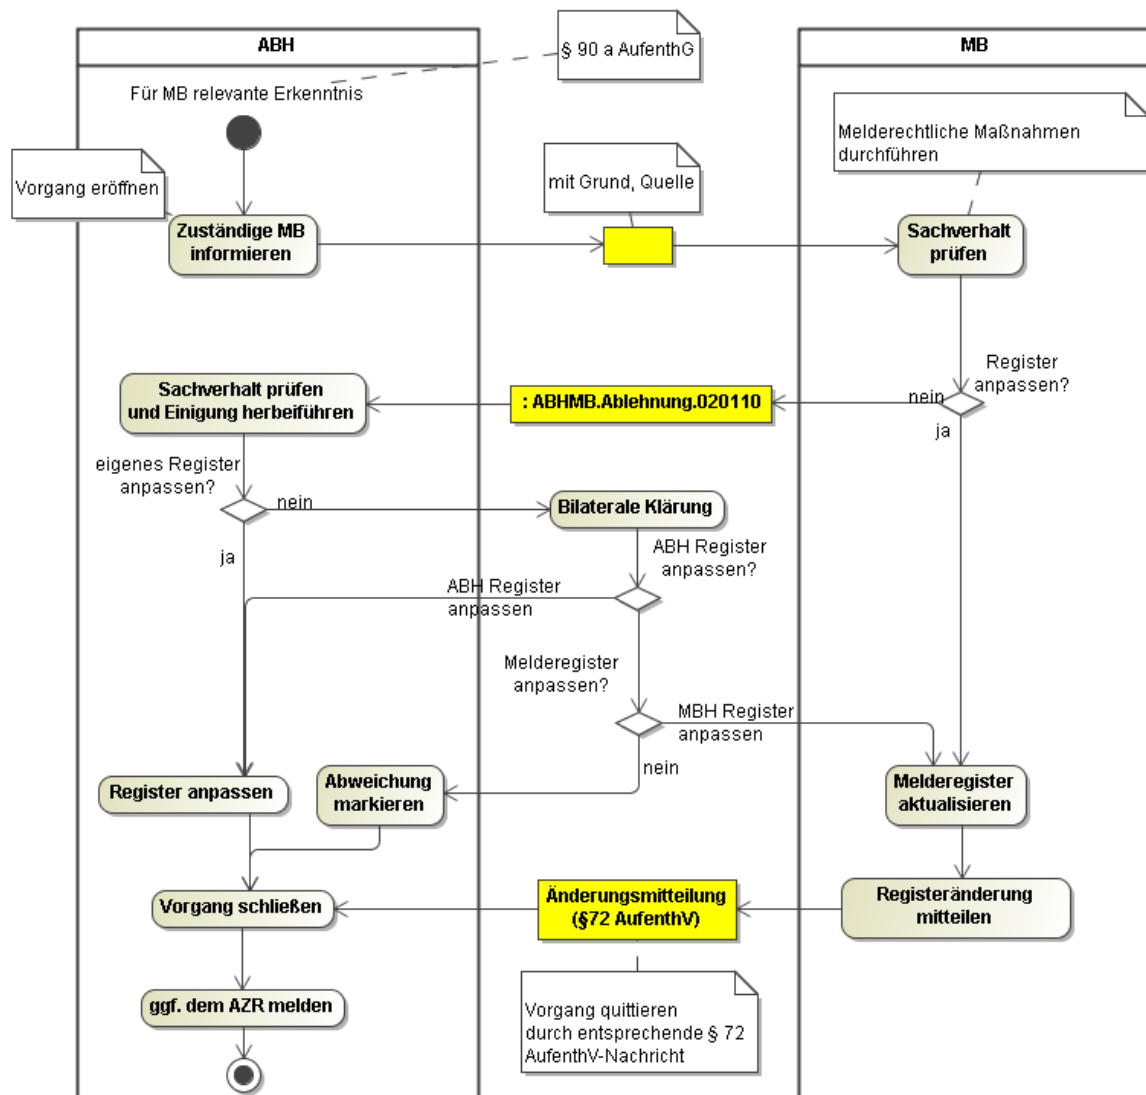 ABH
MB
§ 90 a AufenthG
Für MB relevante Erkenntnis
Melderechtliche Maßnahmen
durchführen
Vorgang eröffnen
mit Grund, Quelle
Zuständige MB
informieren
Sachverhalt
prüfen
Register
anpassen?
Sachverhalt prüfen
und Einigung herbeiführen
: ABHMB.Ablehnung.020110
nein
ja
eigenes Register
anpassen?
nein
Bilaterale Klärung
ja
ABH Register
anpassen?
ABH Register
anpassen
Melderegister
anpassen?
MBH Register
anpassen
nein
Register anpassen
Abweichung
markieren
Melderegister
aktualisieren
Vorgang schließen
Änderungsmitteilung
(§72 AufenthV)
Registeränderung
mitteilen
ggf. dem AZR melden
Vorgang quittieren
durch entsprechende § 72
AufenthV-Nachricht